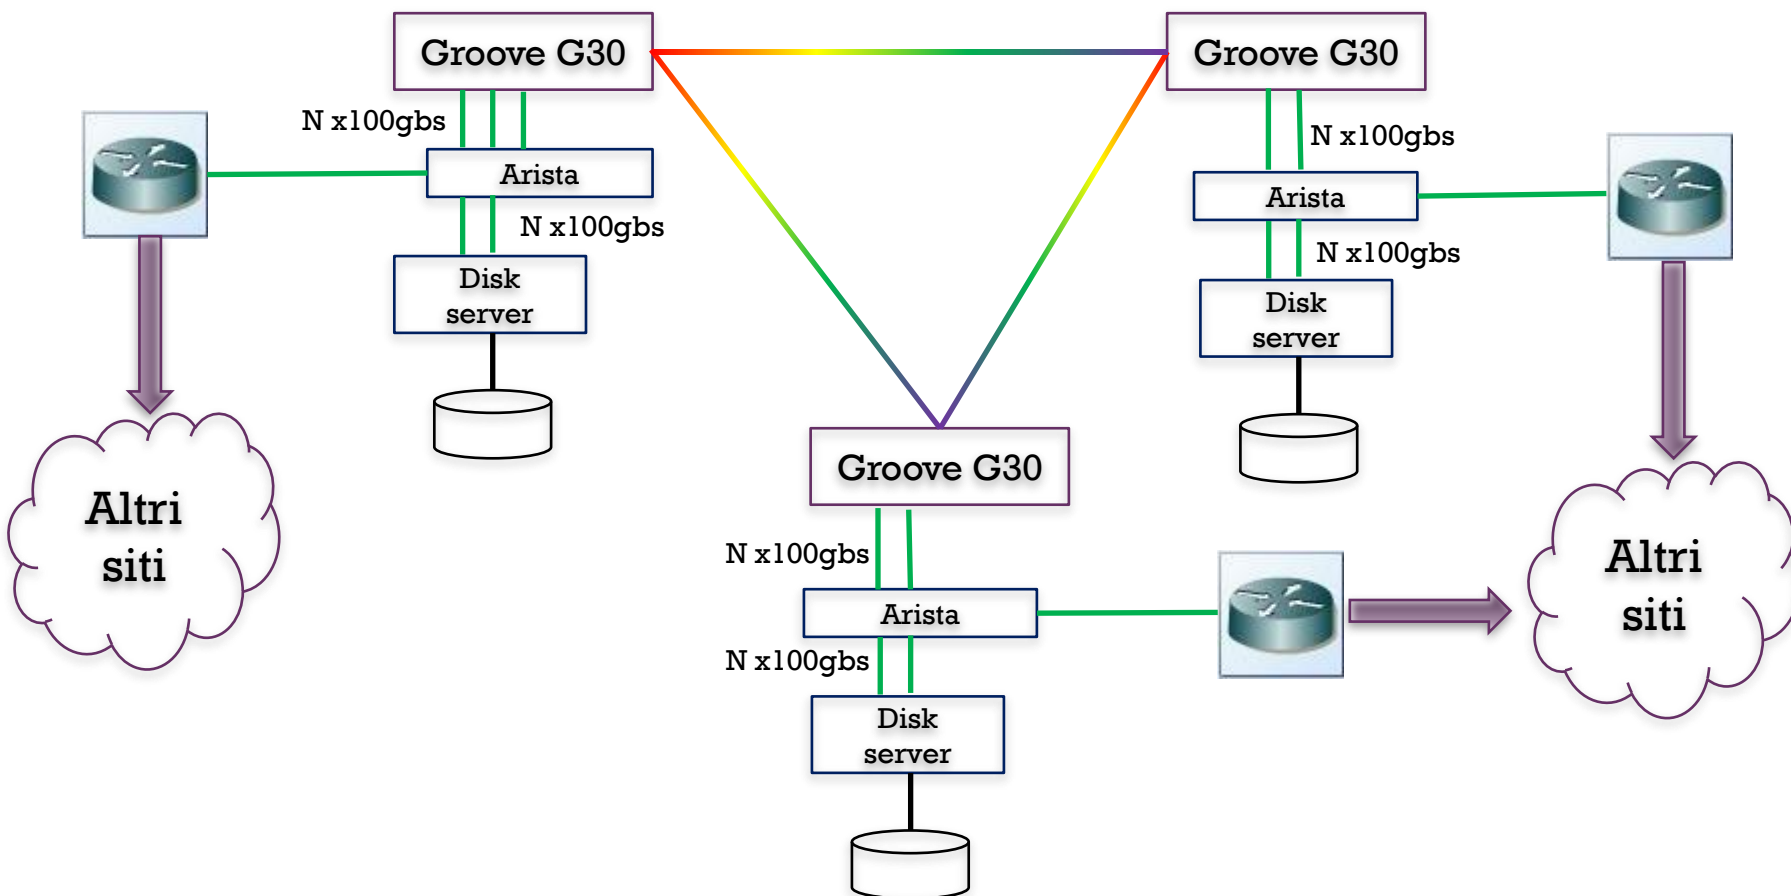 Groove G30
Groove G30
N x100gbs
N x100gbs
Arista
Arista
N x100gbs
N x100gbs
Disk
server
Disk
server
Groove G30
Altri
siti
Altri
siti
N x100gbs
Arista
N x100gbs
Disk
server